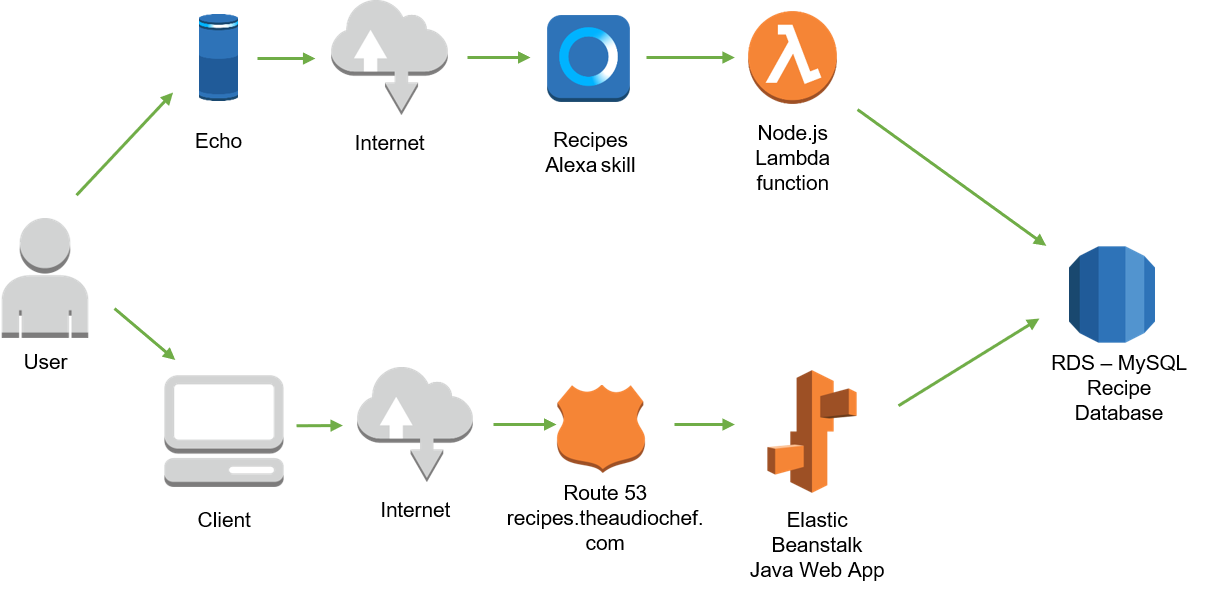 Echo
Internet
Recipes
Alexa skill
Node.js
Lambda
function
User
RDS – MySQL
Recipe
Database
Client
Internet
Route 53
recipes.theaudiochef.
com
Elastic
Beanstalk
Java Web App